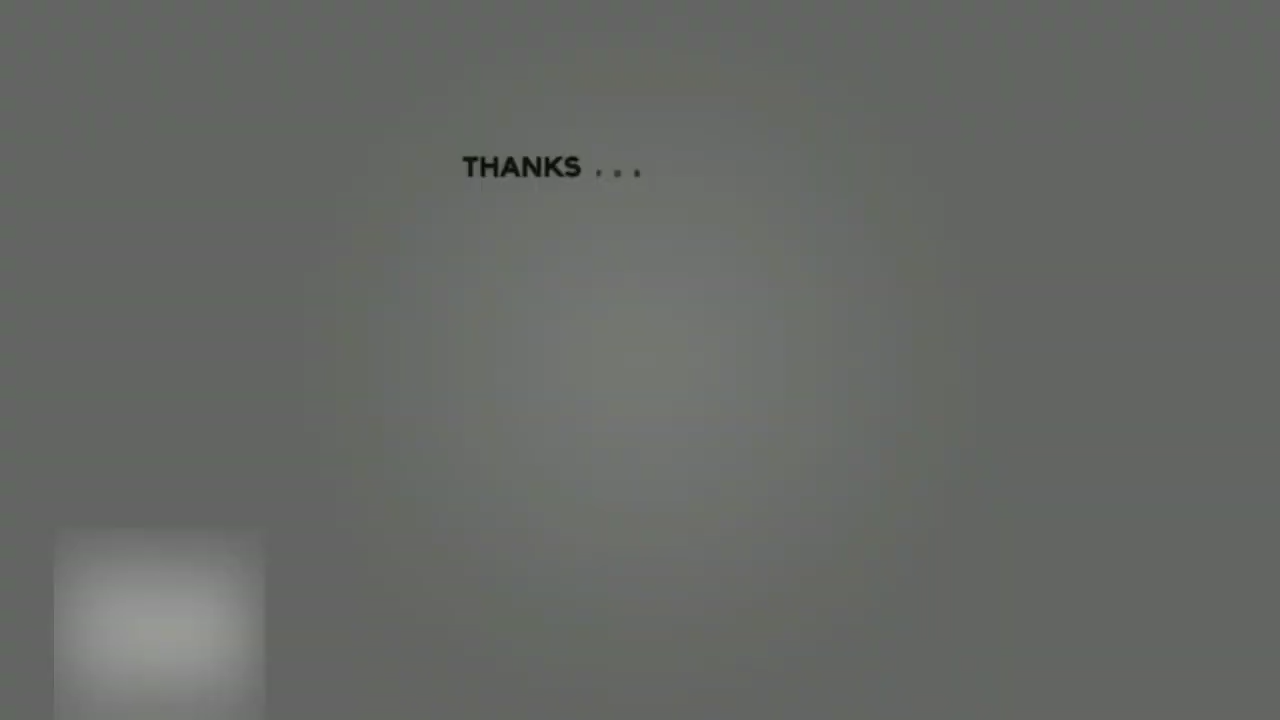 THANKS . . .